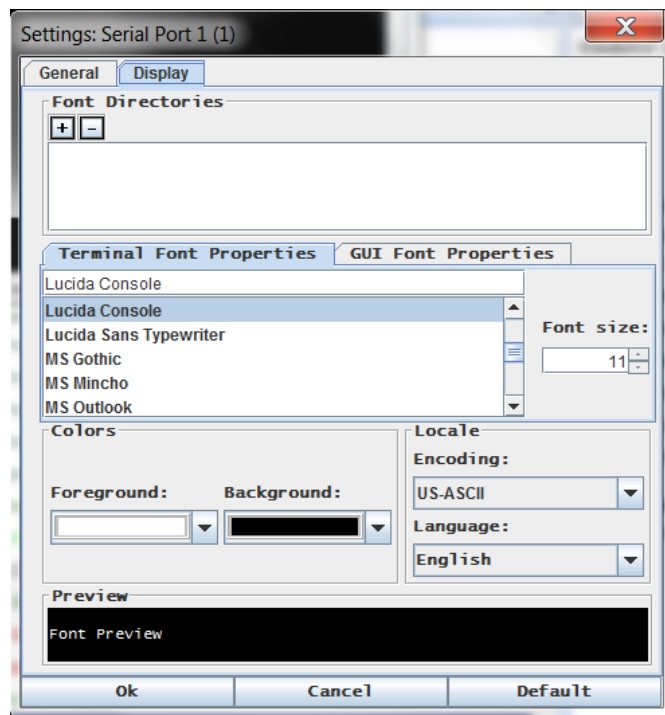 Settings: Serial Port 1 (1)
X
General Display
Font Directories
+ -
Terminal Font Properties GUI Font Properties
Lucida Console
Lucida Console
Lucida Sans Typewriter
MS Gothic
MS Mincho
MS Outlook
Font size:
11
Colors
Foreground: Background:
Locale
Encoding:
US-ASCII
Language:
English
Preview
Font Preview
Ok Cancel Default